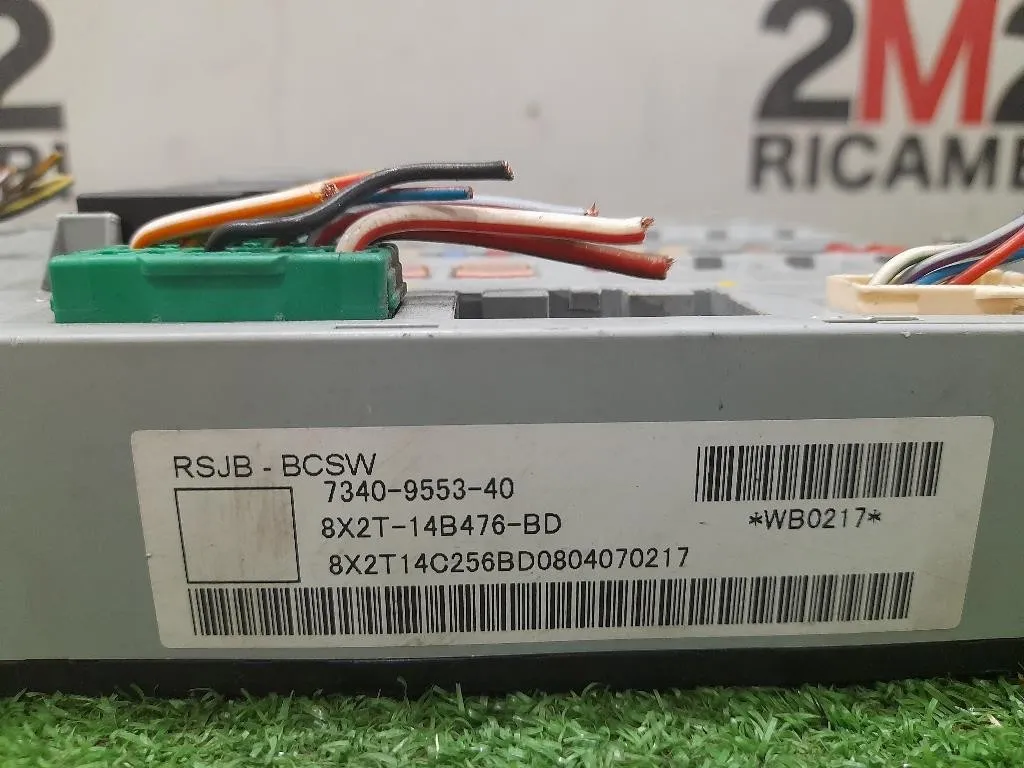 2M2
RICAMB
RSJB - BCSW
7340-9553-40
8X2T-14B476-BD
*WB0217*
8X2T14C256BD0804070217